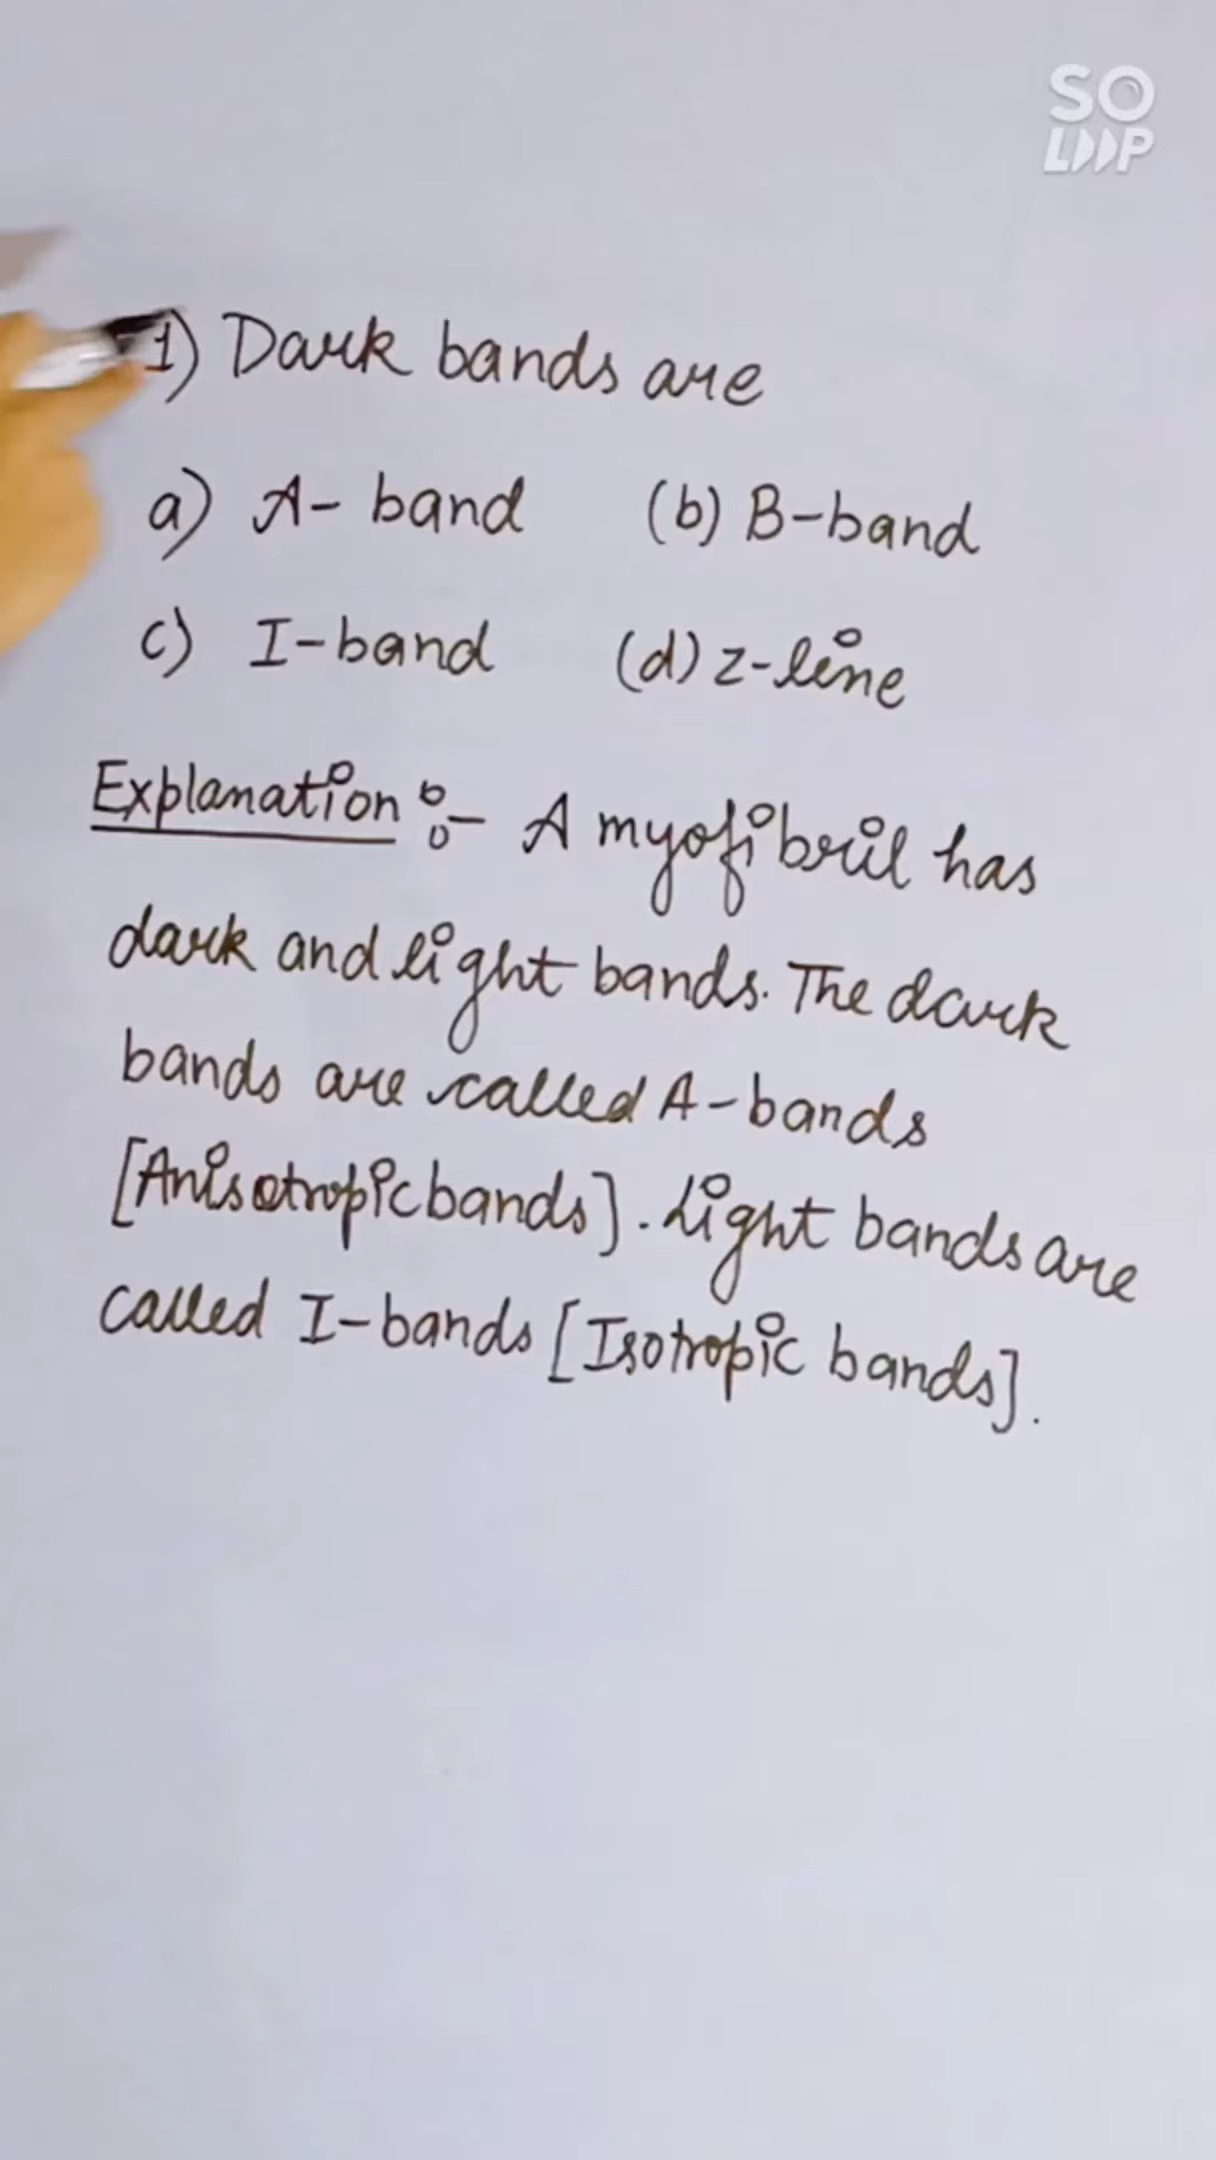 SO
LOOP
1) Dark bands are
a) A- band (b) B-band
c) I-band (d) z-line
Explanation :- A myofibril has
dark and light bands. The dark
bands are called A-bands
[Anisotropic bands]. Light bands are
called I-bands [Isotropic bands].